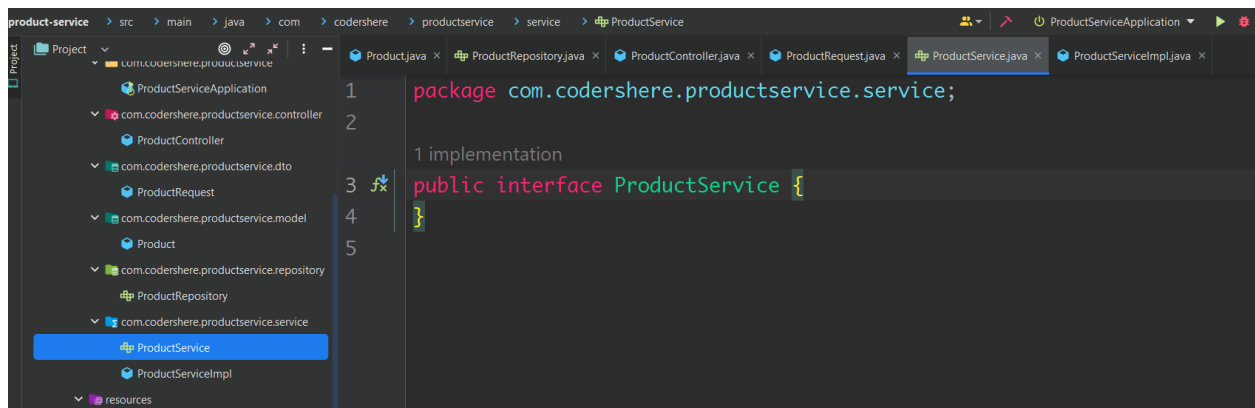 product-service > src > main > java > com > codershere > productservice > service > ProductService
ProductServiceApplication
Project
Product.java × ProductRepository.java × ProductController.java × ProductRequest.java × ProductService.java × ProductServiceImpl.java ×
Project
com.codershere.productservice
ProductServiceApplication
com.codershere.productservice.controller
ProductController
com.codershere.productservice.dto
ProductRequest
com.codershere.productservice.model
Product
com.codershere.productservice.repository
ProductRepository
com.codershere.productservice.service
ProductService
ProductServiceImpl
resources
1 package com.codershere.productservice.service;
2
1 implementation
3 public interface ProductService {
4 }
5